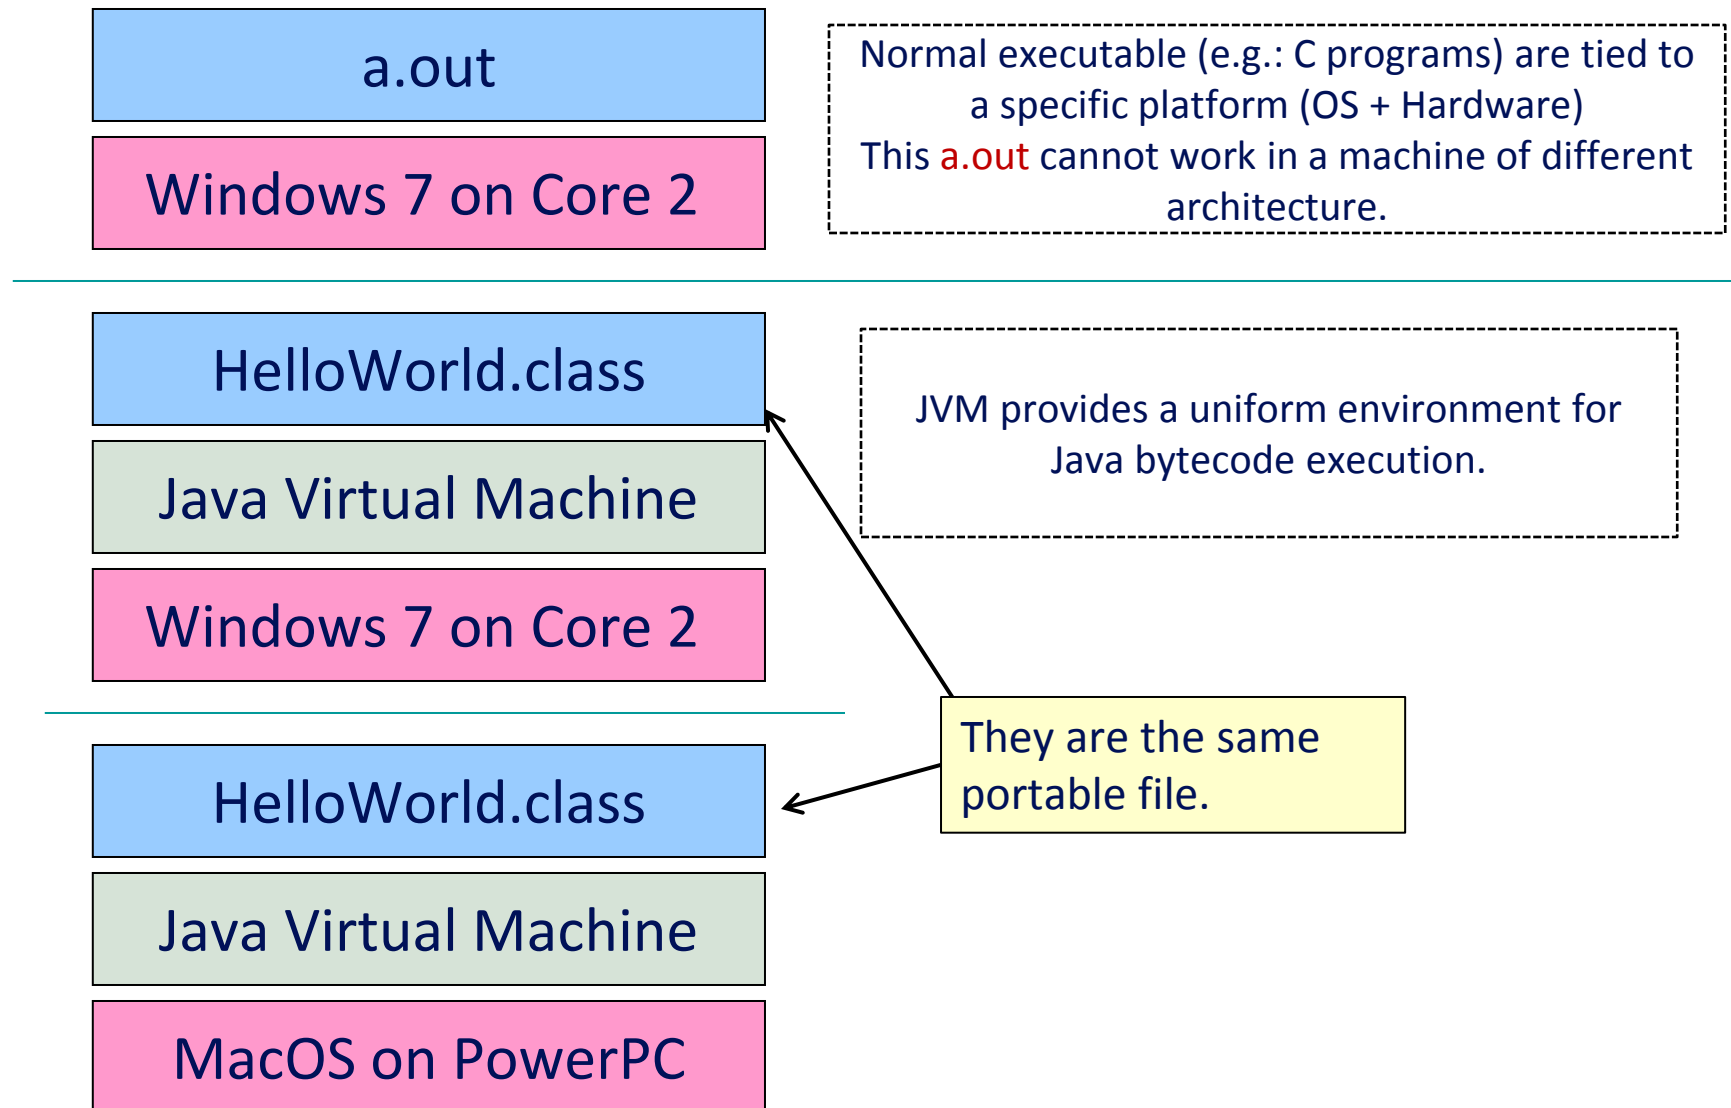 a.out
Windows 7 on Core 2
Normal executable (e.g.: C programs) are tied to
a specific platform (OS + Hardware)
This a.out cannot work in a machine of different
architecture.
HelloWorld.class
Java Virtual Machine
Windows 7 on Core 2
JVM provides a uniform environment for
Java bytecode execution.
They are the same
portable file.
HelloWorld.class
Java Virtual Machine
MacOS on PowerPC